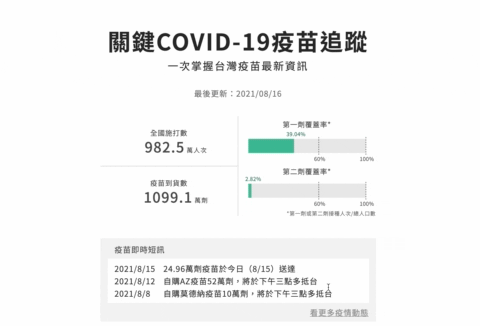 關鍵COVID-19疫苗追蹤
一次掌握台灣疫苗最新資訊
最後更新：2021/08/16
全國施打數
982.5 萬人次
疫苗到貨數
1099.1 萬劑
第一劑覆蓋率*
39.04%
60% 100%
第二劑覆蓋率*
2.82%
60% 100%
*第一劑或第二劑接種人次/總人口數
疫苗即時短訊
2021/8/15 24.96萬劑疫苗於今日（8/15）送達
2021/8/12 自購AZ疫苗52萬劑，將於下午三點多抵台
2021/8/8 自購莫德納疫苗10萬劑，將於下午三點多抵台
看更多疫情動態